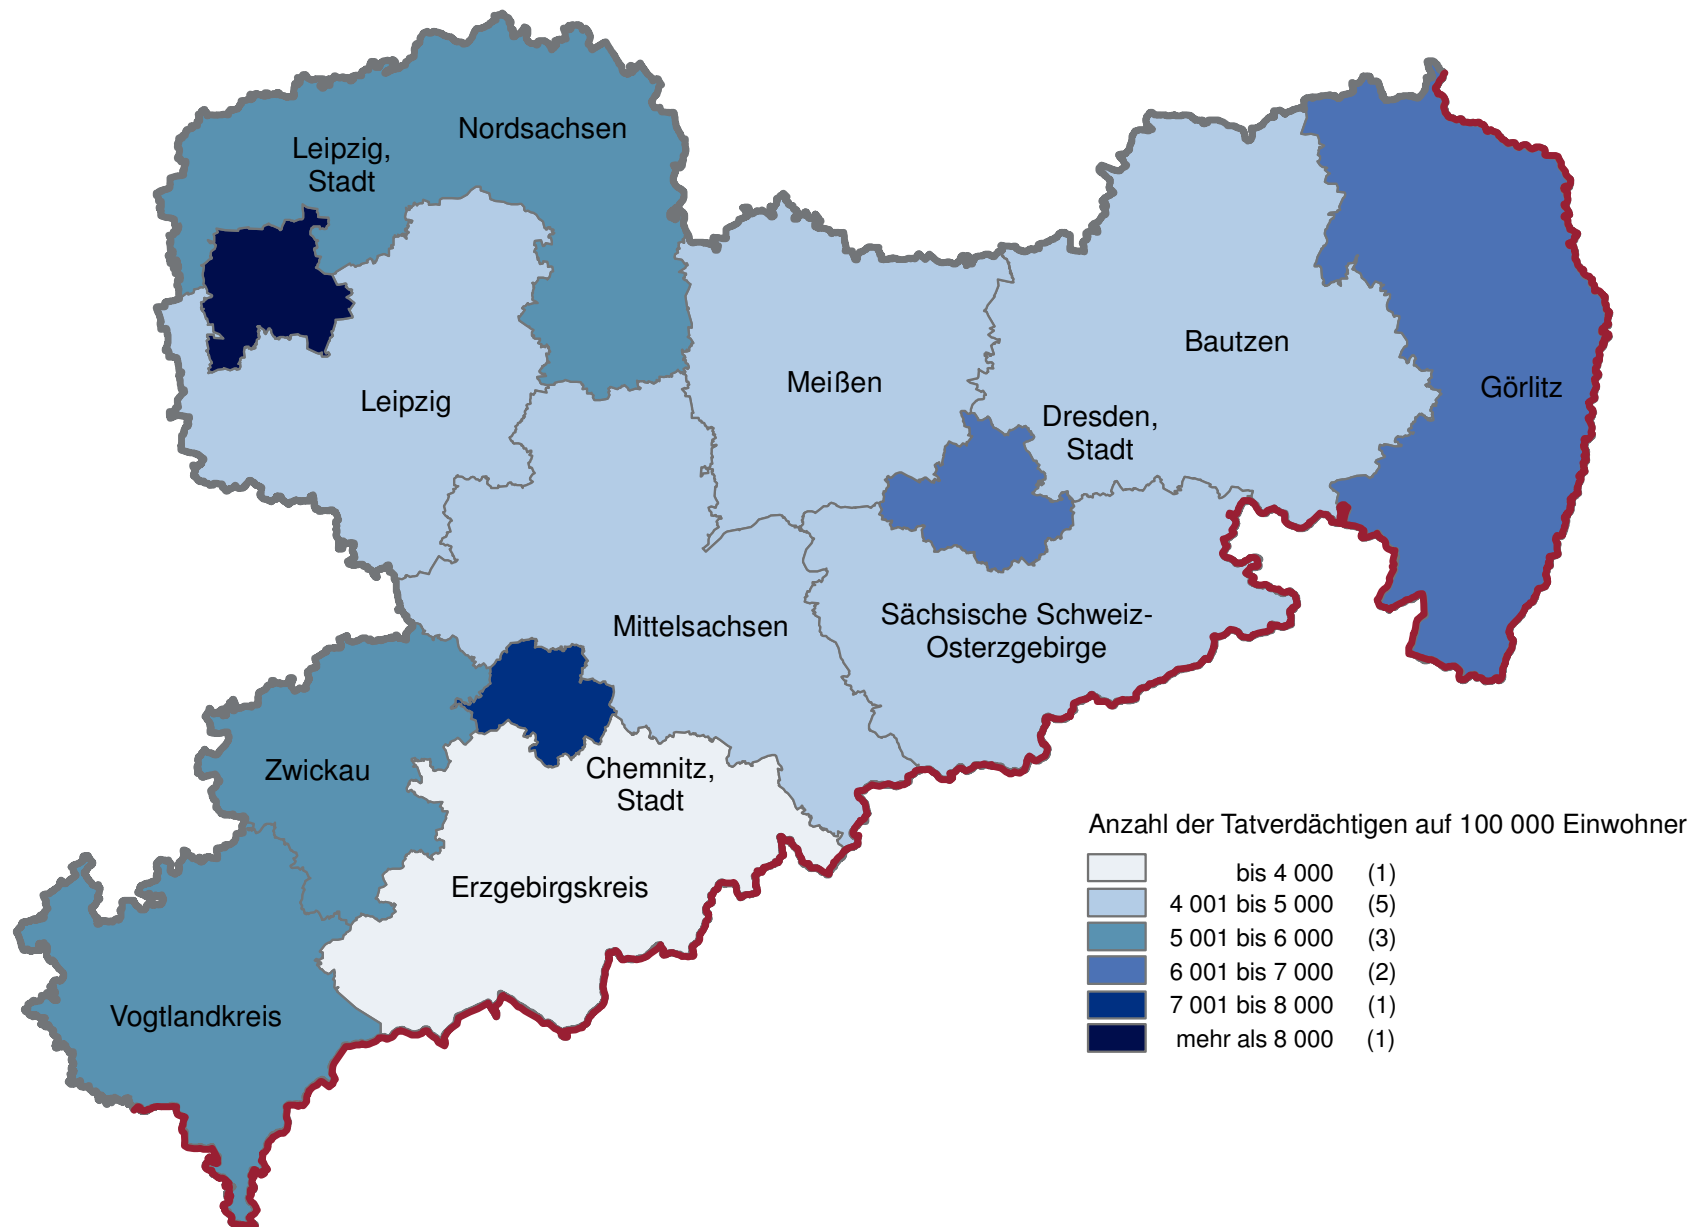 Nordsachsen
Leipzig,
Stadt
Bautzen
Meißen
Görlitz
Leipzig
Dresden,
Stadt
Sächsische Schweiz-
Osterzgebirge
Mittelsachsen
Zwickau
Chemnitz,
Stadt
Erzgebirgskreis
Vogtlandkreis
Anzahl der Tatverdächtigen auf 100 000 Einwohner
bis 4 000 (1)
4 001 bis 5 000 (5)
5 001 bis 6 000 (3)
6 001 bis 7 000 (2)
7 001 bis 8 000 (1)
mehr als 8 000 (1)